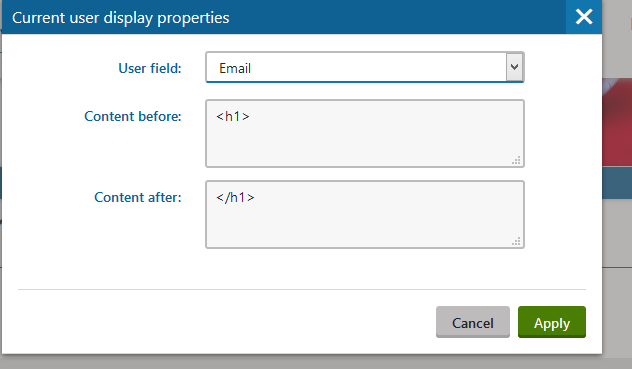 Current user display properties
User field:
Email
Content before:
<h1>
Content after:
</h1>
Cancel
Apply